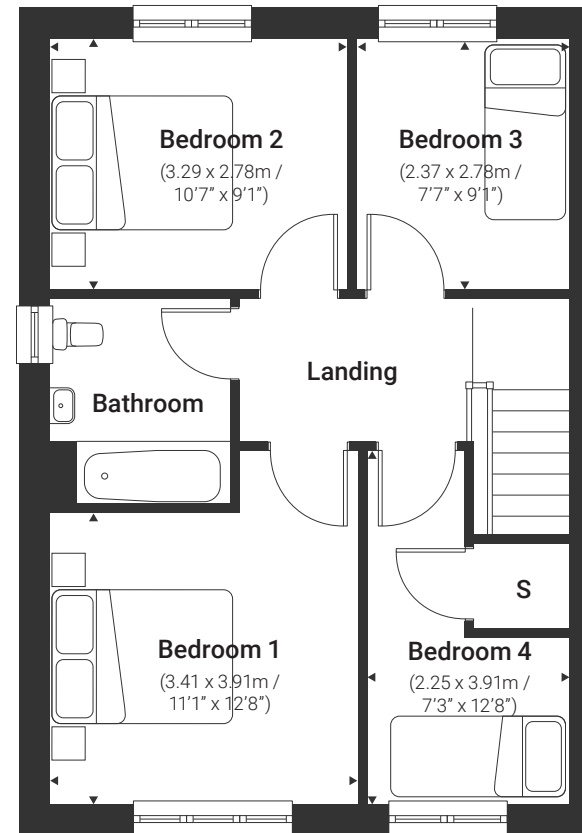 Bedroom 2
(3.29 x 2.78m /
10’7” x 9’1”)
Bedroom 3
(2.37 x 2.78m /
7’7” x 9’1”)
Landing
Bathroom
S
Bedroom 1
(3.41 x 3.91m /
11’1” x 12’8”)
Bedroom 4
(2.25 x 3.91m /
7’3” x 12’8”)